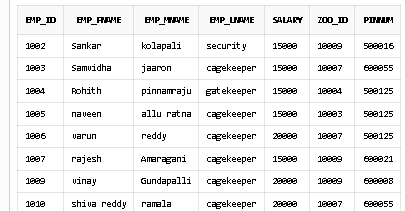 EMP_ID EMP_FNAME EMP_MNAME EMP_LNAME SALARY ZOO_ID PINNUM
1002 Sankar kolapali security 15000 10009 500016
1003 Samvidha jaaron cagekeeper 15000 10007 600055
1004 Rohith pinnamraju gatekeeper 15000 10004 500125
1005 naveen allu ratna cagekeeper 15000 10003 500125
1006 varun reddy cagekeeper 20000 10007 500125
1007 rajesh Amaragani cagekeeper 15000 10009 600021
1009 vinay Gundapalli cagekeeper 20000 10009 600008
1010 shiva reddy ramala cagekeeper 20000 10007 600055